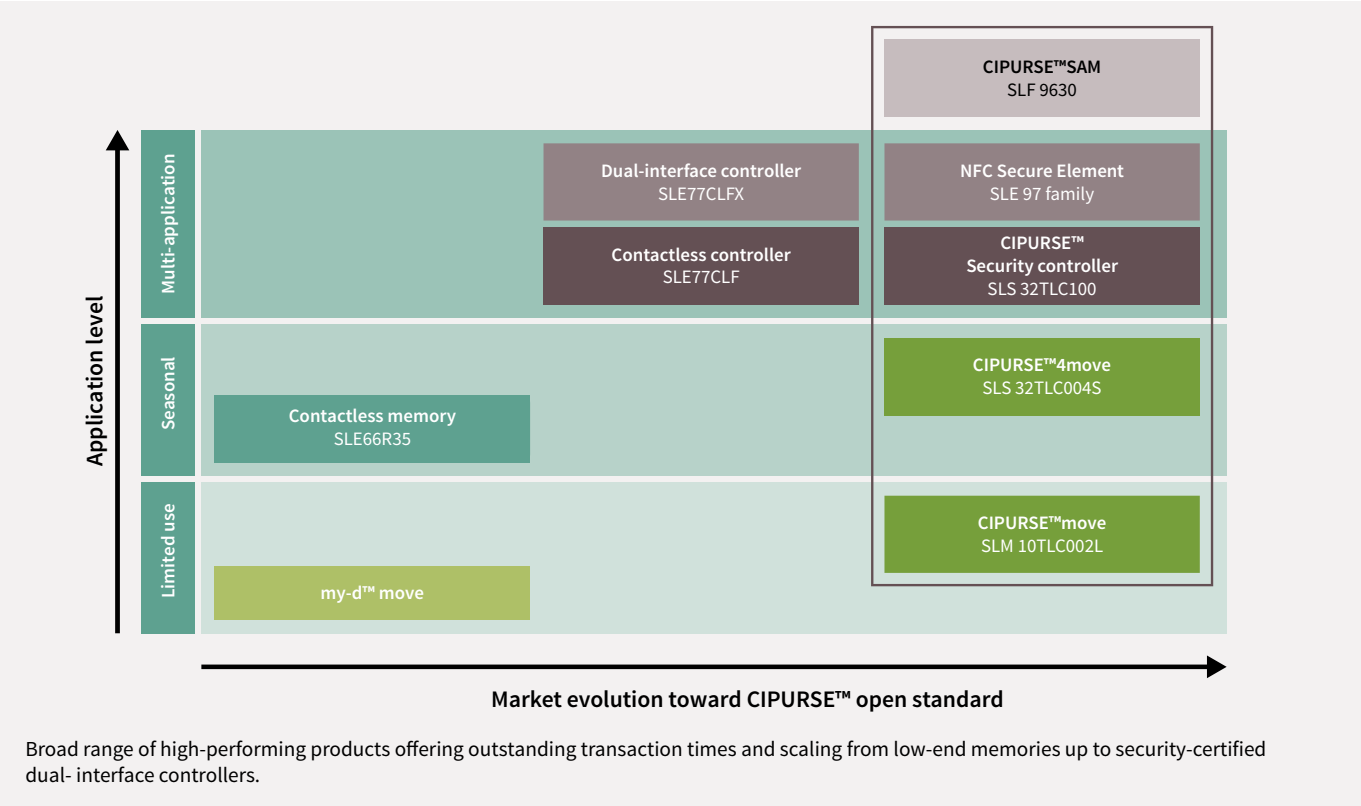 CIPURSE™SAM
SLF 9630
Application level
Multi-application
Dual-interface controller
SLE77CLFX
NFC Secure Element
SLE 97 family
Contactless controller
SLE77CLF
CIPURSE™
Security controller
SLS 32TLC100
Seasonal
CIPURSE™4move
SLS 32TLC004S
Contactless memory
SLE66R35
Limited use
CIPURSE™move
SLM 10TLC002L
my-d™ move
Market evolution toward CIPURSE™ open standard
Broad range of high-performing products offering outstanding transaction times and scaling from low-end memories up to security-certified
dual- interface controllers.